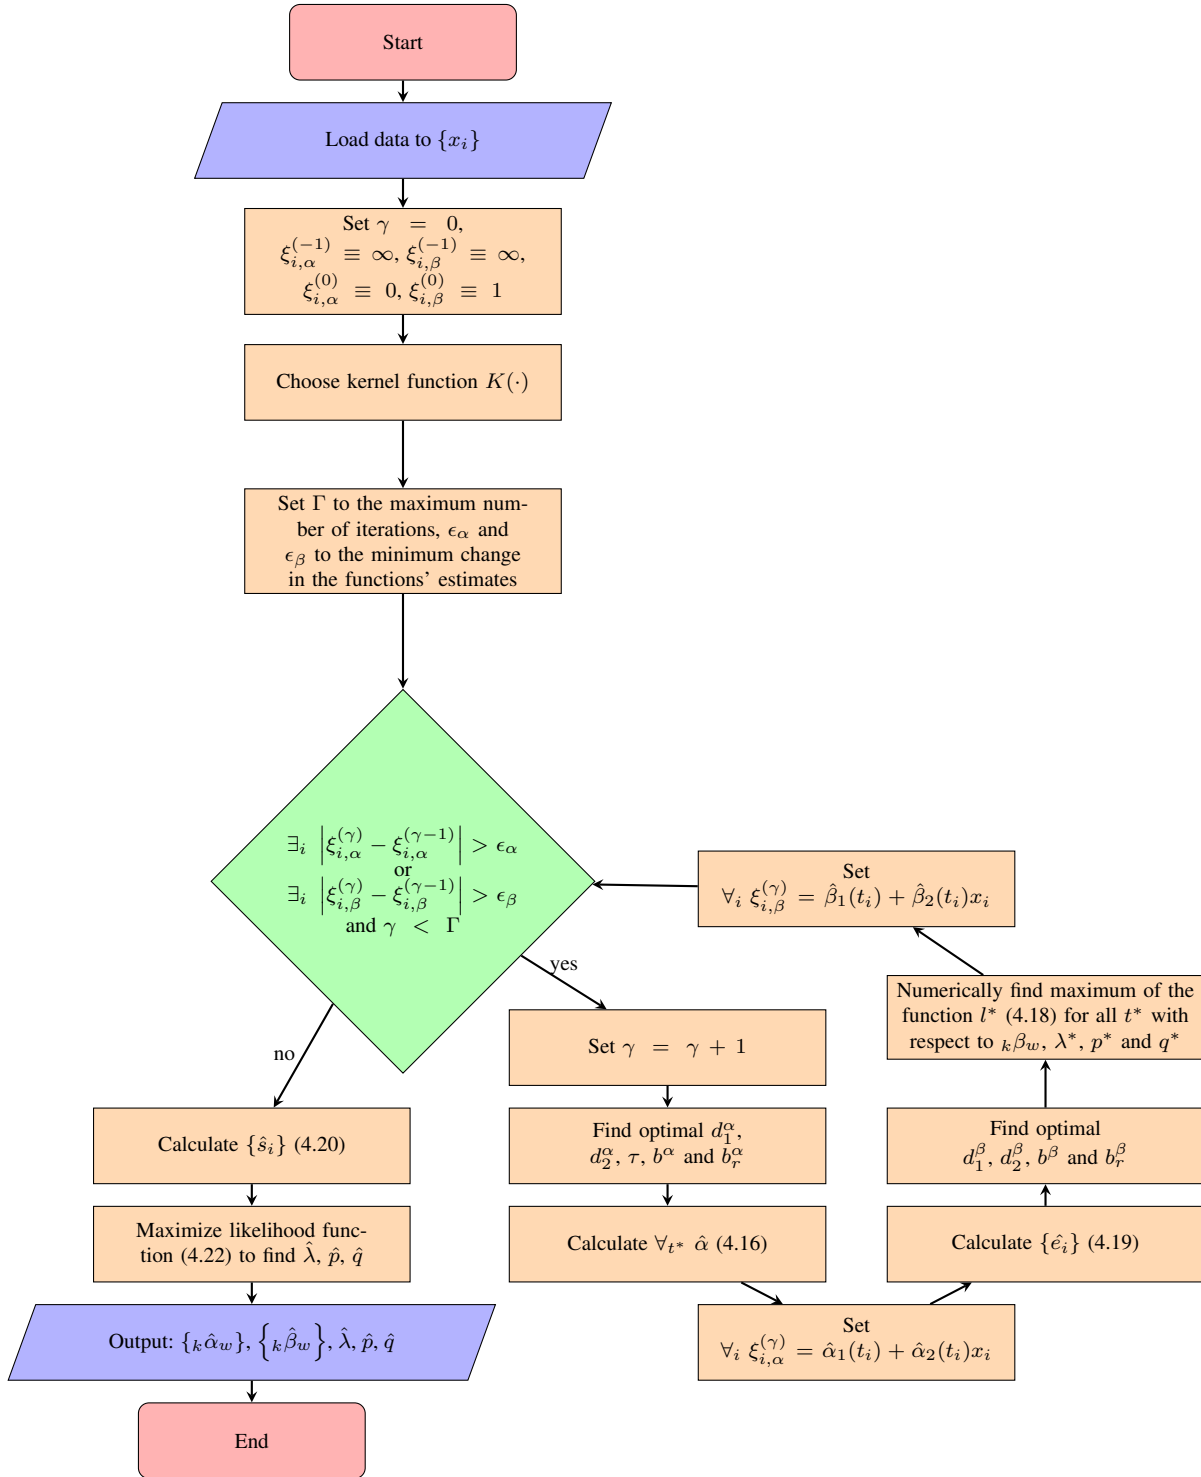 Start
Load data to {x_i}
Set γ = 0,
ξ_{i,α}^{(-1)} ≡ ∞, ξ_{i,β}^{(-1)} ≡ ∞,
ξ_{i,α}^{(0)} ≡ 0, ξ_{i,β}^{(0)} ≡ 1
Choose kernel function K(·)
Set Γ to the maximum num-
ber of iterations, ϵ_α and
ϵ_β to the minimum change
in the functions' estimates
∃_i |ξ_{i,α}^{(γ)} − ξ_{i,α}^{(γ−1)}| > ϵ_α
or
∃_i |ξ_{i,β}^{(γ)} − ξ_{i,β}^{(γ−1)}| > ϵ_β
and γ < Γ
yes
no
Set γ = γ + 1
Find optimal d_1^α,
d_2^α, τ, b^α and b_r^α
Calculate ∀_{t*} α̂ (4.16)
Set
∀_i ξ_{i,α}^{(γ)} = α̂_1(t_i) + α̂_2(t_i)x_i
Calculate {ê_i} (4.19)
Find optimal
d_1^β, d_2^β, b^β and b_r^β
Numerically find maximum of the
function l* (4.18) for all t* with
respect to _kβ_w, λ*, p* and q*
Set
∀_i ξ_{i,β}^{(γ)} = β̂_1(t_i) + β̂_2(t_i)x_i
Calculate {ŝ_i} (4.20)
Maximize likelihood func-
tion (4.22) to find λ̂, p̂, q̂
Output: {_kα̂_w}, {_kβ̂_w}, λ̂, p̂, q̂
End